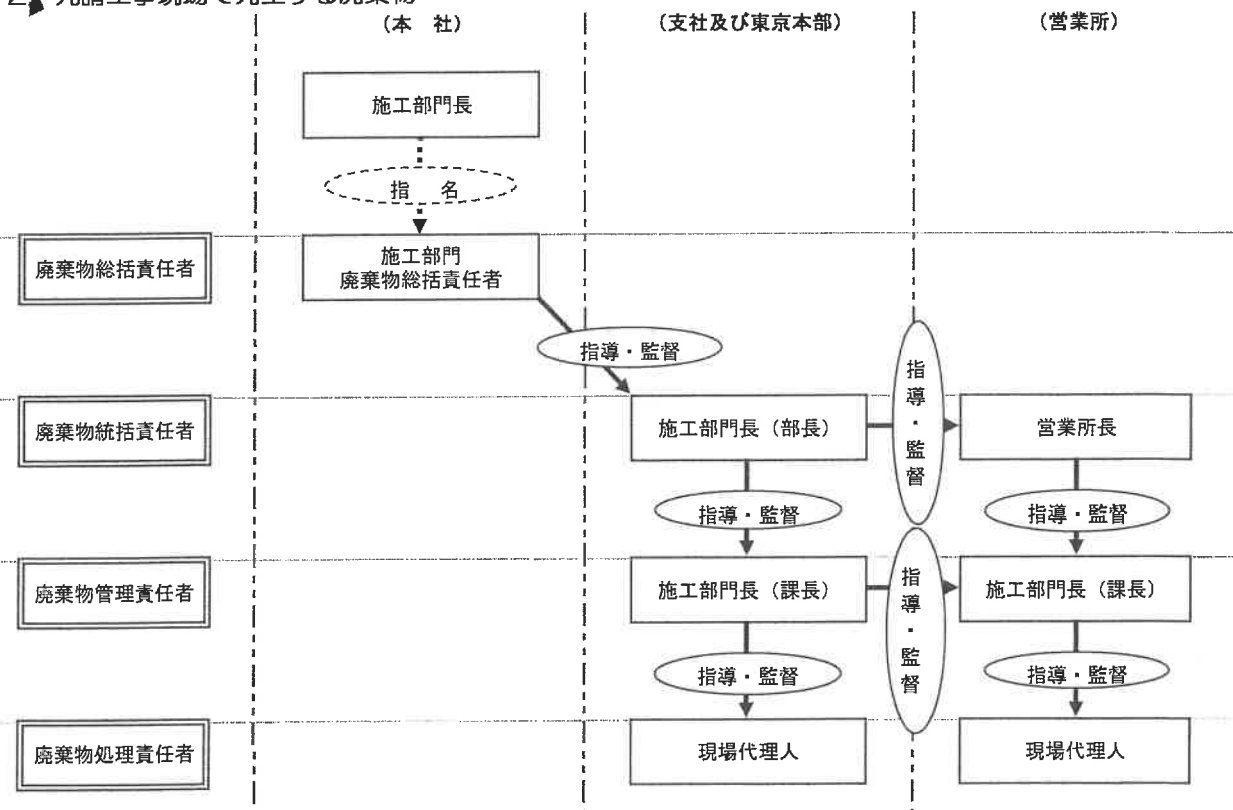 (本　社)
(支社及び東京本部)
(営業所)
施工部門長
指　名
廃棄物総括責任者
施工部門
廃棄物総括責任者
指導・監督
廃棄物統括責任者
施工部門長（部長）
指導・監督
営業所長
指導・監督
指導・監督
廃棄物管理責任者
施工部門長（課長）
指導・監督
施工部門長（課長）
指導・監督
指導・監督
廃棄物処理責任者
現場代理人
現場代理人